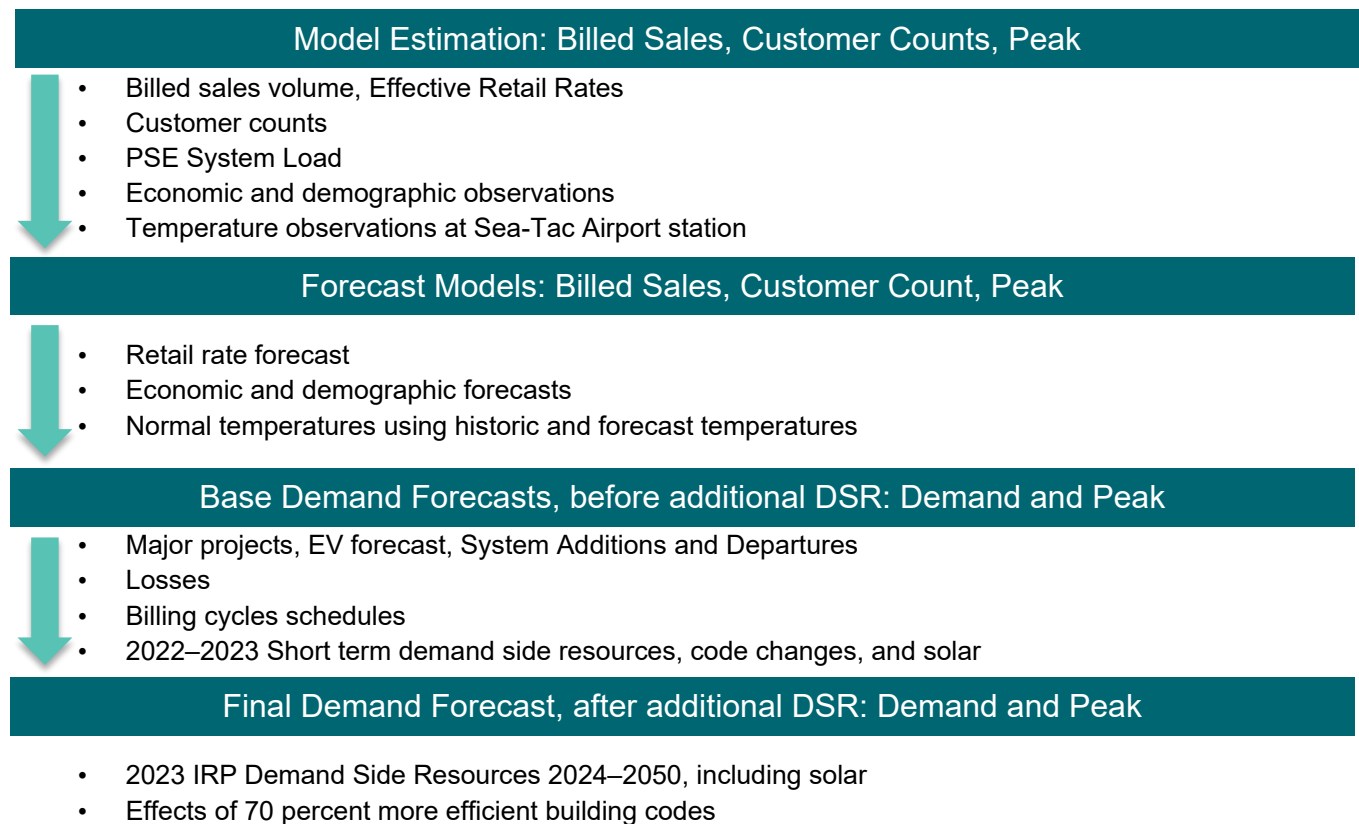 Model Estimation: Billed Sales, Customer Counts, Peak
• Billed sales volume, Effective Retail Rates
• Customer counts
• PSE System Load
• Economic and demographic observations
• Temperature observations at Sea-Tac Airport station
Forecast Models: Billed Sales, Customer Count, Peak
• Retail rate forecast
• Economic and demographic forecasts
• Normal temperatures using historic and forecast temperatures
Base Demand Forecasts, before additional DSR: Demand and Peak
• Major projects, EV forecast, System Additions and Departures
• Losses
• Billing cycles schedules
• 2022–2023 Short term demand side resources, code changes, and solar
Final Demand Forecast, after additional DSR: Demand and Peak
• 2023 IRP Demand Side Resources 2024–2050, including solar
• Effects of 70 percent more efficient building codes